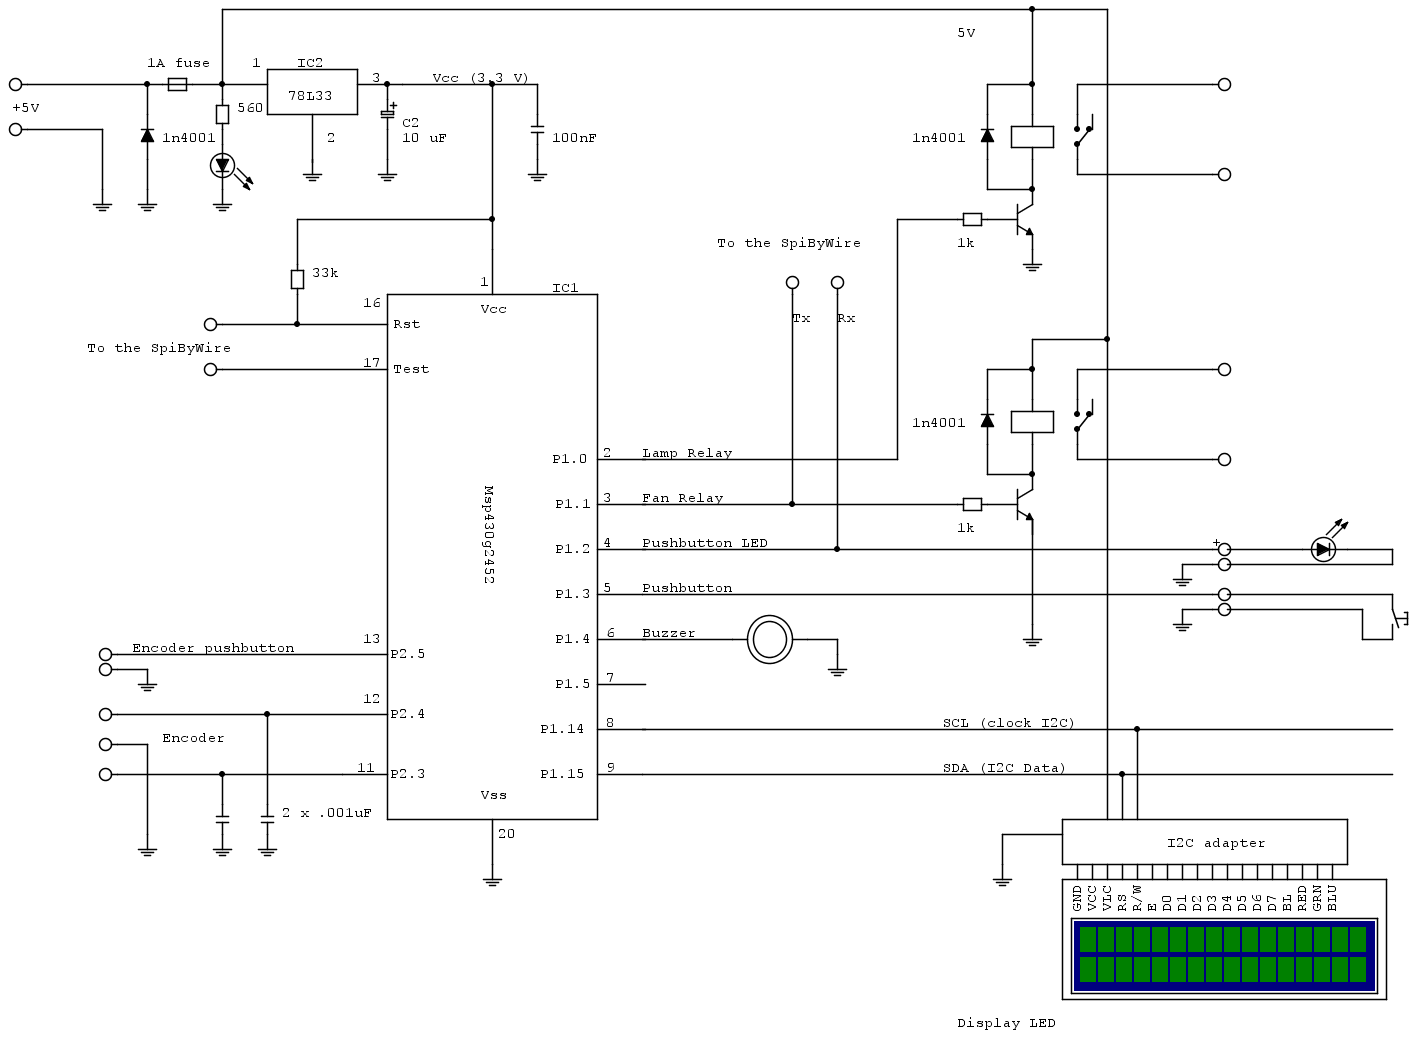 5V
1A fuse
1
IC2
3
Vcc (3,3 V)
78L33
+5V
560
+
C2
10 uF
1n4001
2
100nF
1n4001
To the SpiByWire
1k
33k
1
IC1
16
Vcc
Rst
Tx
Rx
To the SpiByWire
17
Test
1n4001
P1.0
2
Lamp Relay
Msp430g2452
P1.1
3
Fan Relay
1k
P1.2
4
Pushbutton LED
+
P1.3
5
Pushbutton
13
Encoder pushbutton
P2.5
P1.4
6
Buzzer
P1.5
7
12
P2.4
P1.14
8
SCL (clock I2C)
Encoder
11
P2.3
P1.15
9
SDA (I2C Data)
Vss
2 x .001uF
20
I2C adapter
GND
VCC
VLC
RS
R/W
E
D0
D1
D2
D3
D4
D5
D6
D7
BL
RED
GRN
BLU
Display LED